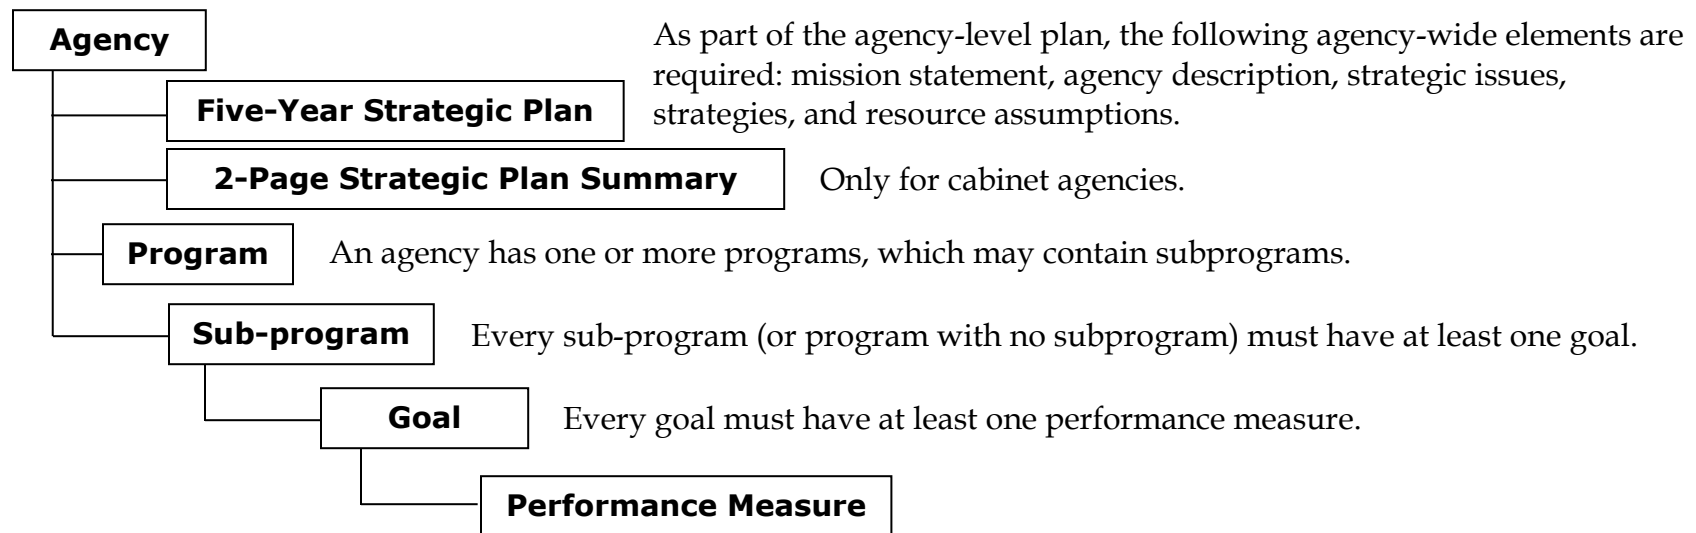 Agency
As part of the agency-level plan, the following agency-wide elements are
required: mission statement, agency description, strategic issues,
strategies, and resource assumptions.
Five-Year Strategic Plan
2-Page Strategic Plan Summary
Only for cabinet agencies.
Program
An agency has one or more programs, which may contain subprograms.
Sub-program
Every sub-program (or program with no subprogram) must have at least one goal.
Goal
Every goal must have at least one performance measure.
Performance Measure